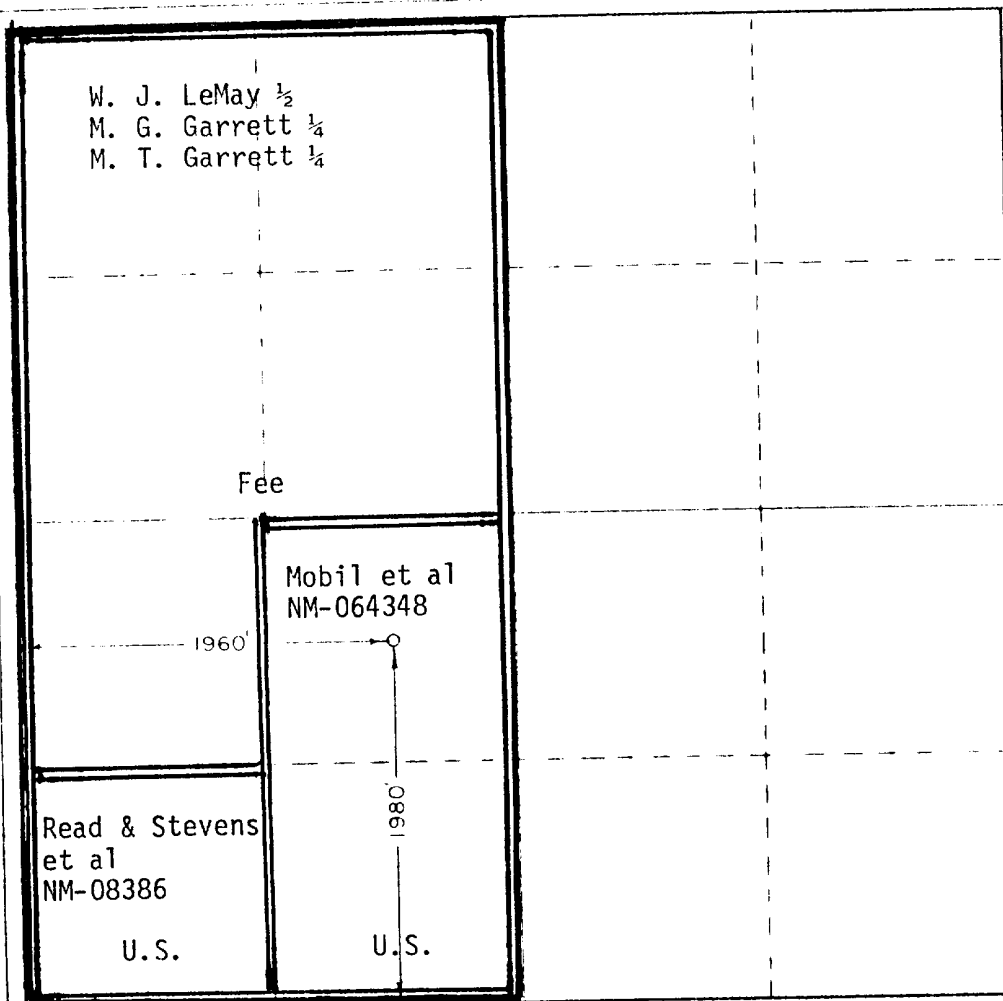 W. J. LeMay ½
M. G. Garrett ¼
M. T. Garrett ¼
Fee
Mobil et al
NM-064348
1960'
1980'
Read & Stevens
et al
NM-08386
U.S.
U.S.